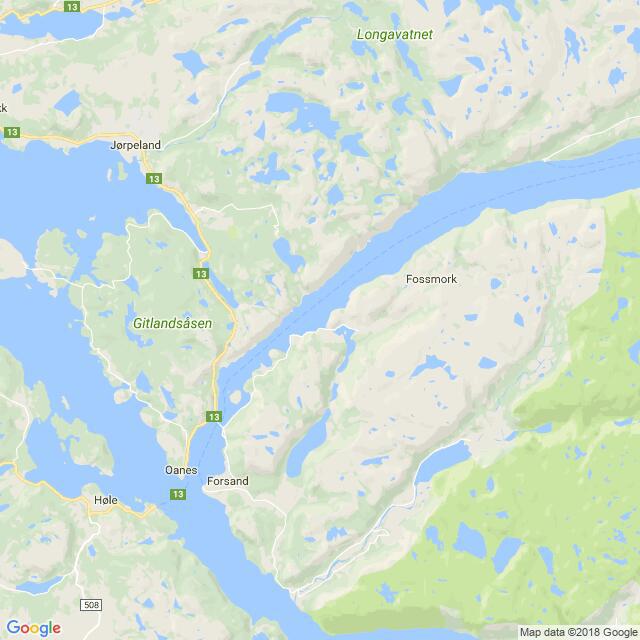 13
Longavatnet
13
13
Jørpeland
13
13
Fossmork
Gitlandsåsen
13
Oanes
Forsand
13
Høle
508
Google
Map data ©2018 Google